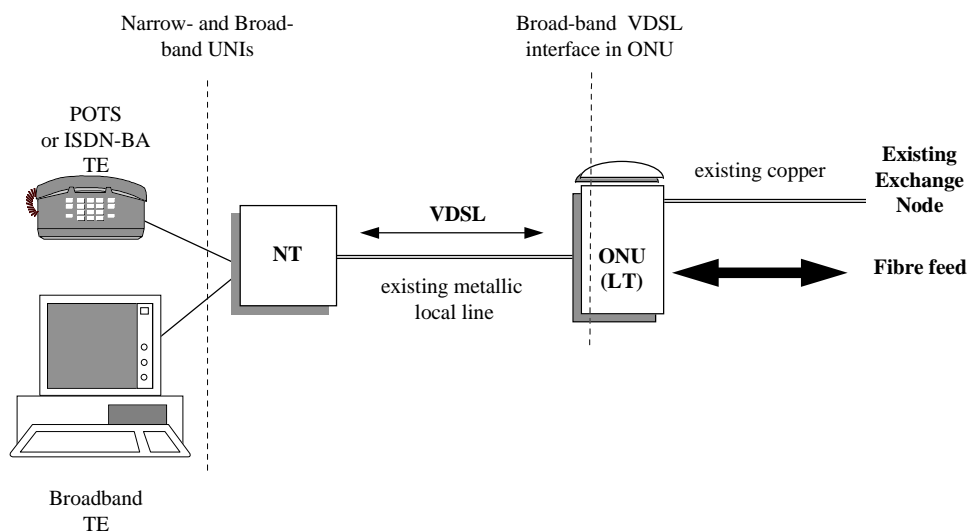 Narrow- and Broad-
band UNIs
Broad-band VDSL
interface in ONU
POTS
or ISDN-BA
TE
existing copper
Existing
Exchange
Node
VDSL
NT
ONU
(LT)
Fibre feed
existing metallic
local line
Broadband
TE